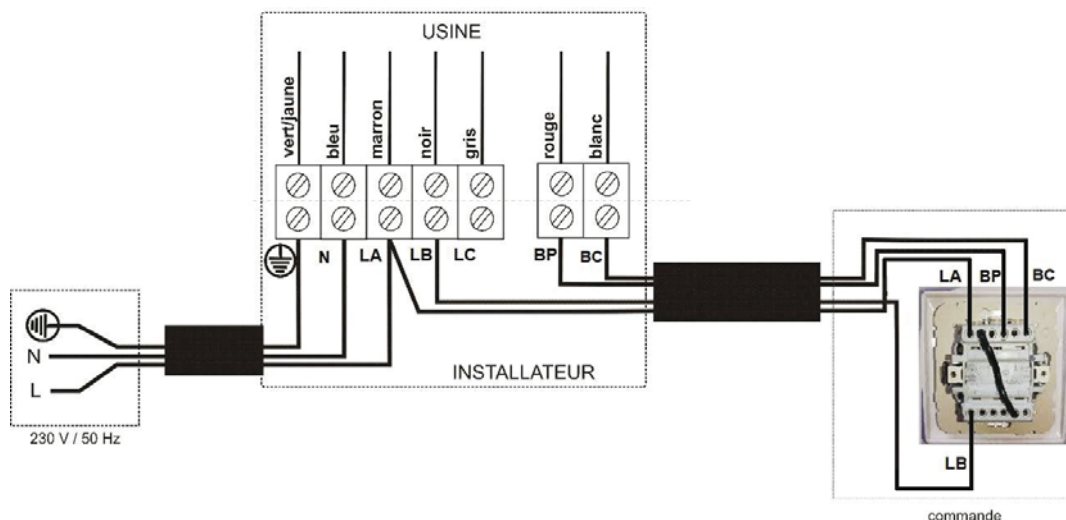 USINE
vert/jaune
bleu
marron
noir
gris
rouge
blanc
N
LA
LB
LC
BP
BC
LA
BP
BC
N
L
INSTALLATEUR
230 V / 50 Hz
LB
commande